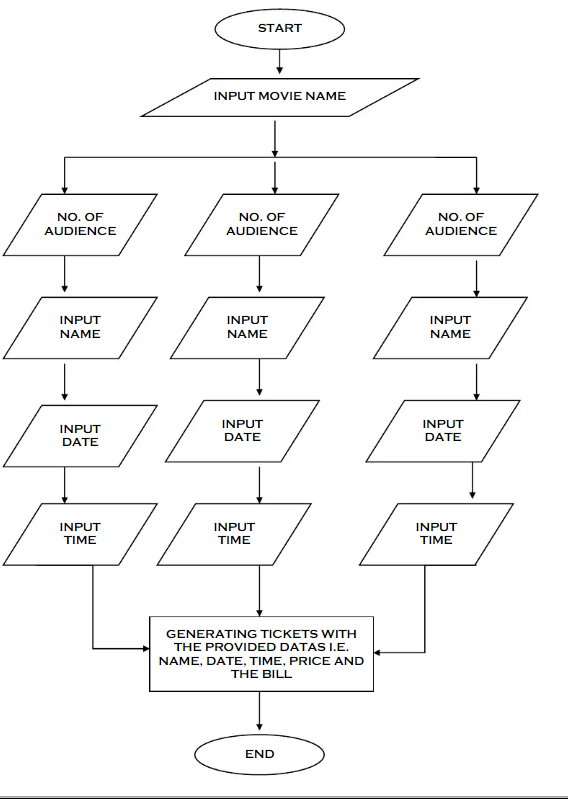 START
INPUT MOVIE NAME
NO. OF
AUDIENCE
NO. OF
AUDIENCE
NO. OF
AUDIENCE
INPUT
NAME
INPUT
NAME
INPUT
NAME
INPUT
DATE
INPUT
DATE
INPUT
DATE
INPUT
TIME
INPUT
TIME
INPUT
TIME
GENERATING TICKETS WITH
THE PROVIDED DATAS I.E.
NAME, DATE, TIME, PRICE AND
THE BILL
END